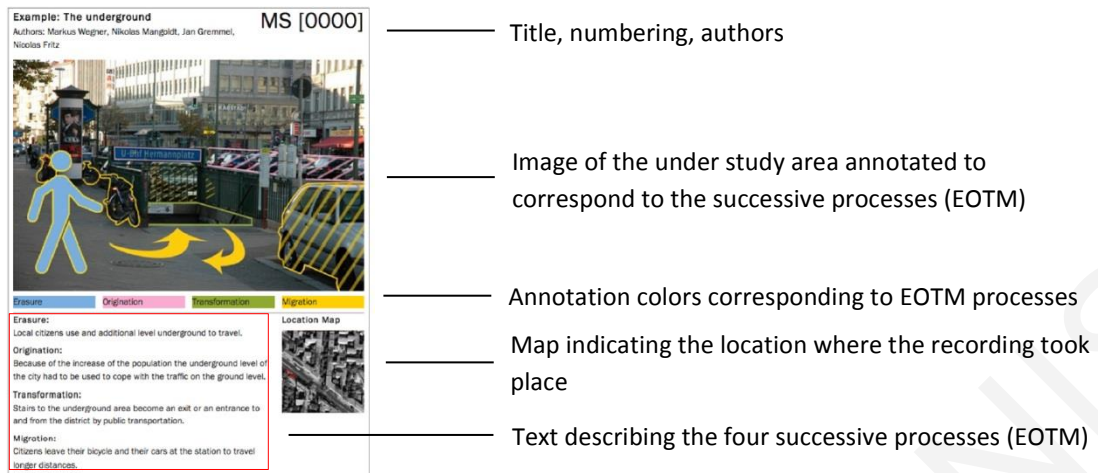 Example: The underground
MS [0000]
Authors: Markus Wegner, Nikolas Mangoldt, Jan Gremmel,
Nicolas Fritz
Title, numbering, authors
U-Bhf Hermannplatz
Image of the under study area annotated to
correspond to the successive processes (EOTM)
Erasure
Origination
Transformation
Migration
Annotation colors corresponding to EOTM processes
Erasure:
Local citizens use and additional level underground to travel.
Origination:
Because of the increase of the population the underground level of
the city had to be used to cope with the traffic on the ground level.
Transformation:
Stairs to the underground area become an exit or an entrance to
and from the district by public transportation.
Migration:
Citizens leave their bicycle and their cars at the station to travel
longer distances.
Location Map
Map indicating the location where the recording took
place
Text describing the four successive processes (EOTM)